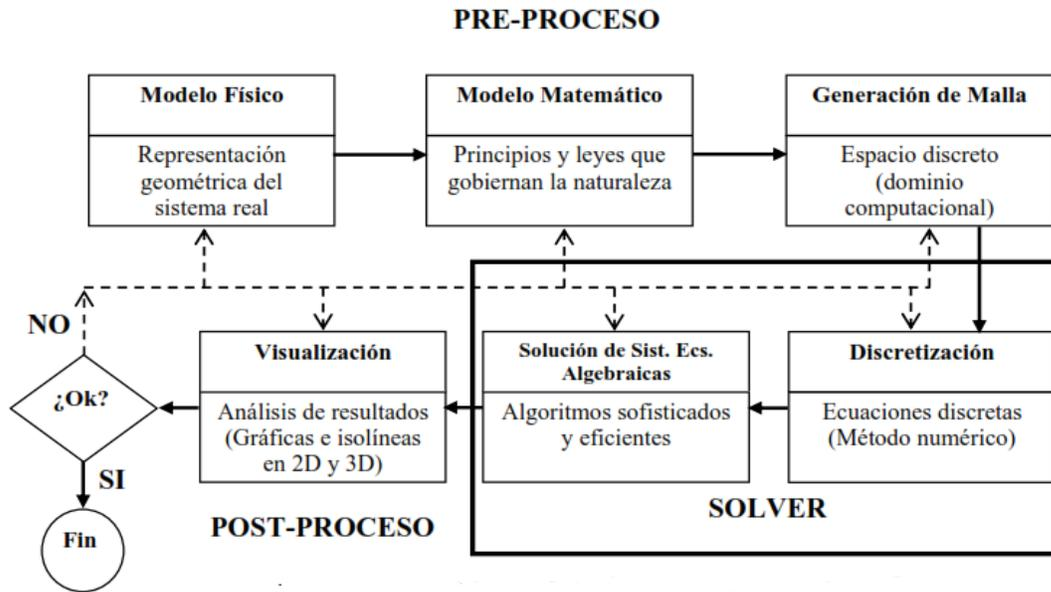 PRE-PROCESO
Modelo Físico
Representación
geométrica del
sistema real
Modelo Matemático
Principios y leyes que
gobiernan la naturaleza
Generación de Malla
Espacio discreto
(dominio
computacional)
NO
¿Ok?
SI
Fin
Visualización
Análisis de resultados
(Gráficas e isolíneas
en 2D y 3D)
POST-PROCESO
Solución de Sist. Ecs.
Algebraicas
Algoritmos sofisticados
y eficientes
Discretización
Ecuaciones discretas
(Método numérico)
SOLVER